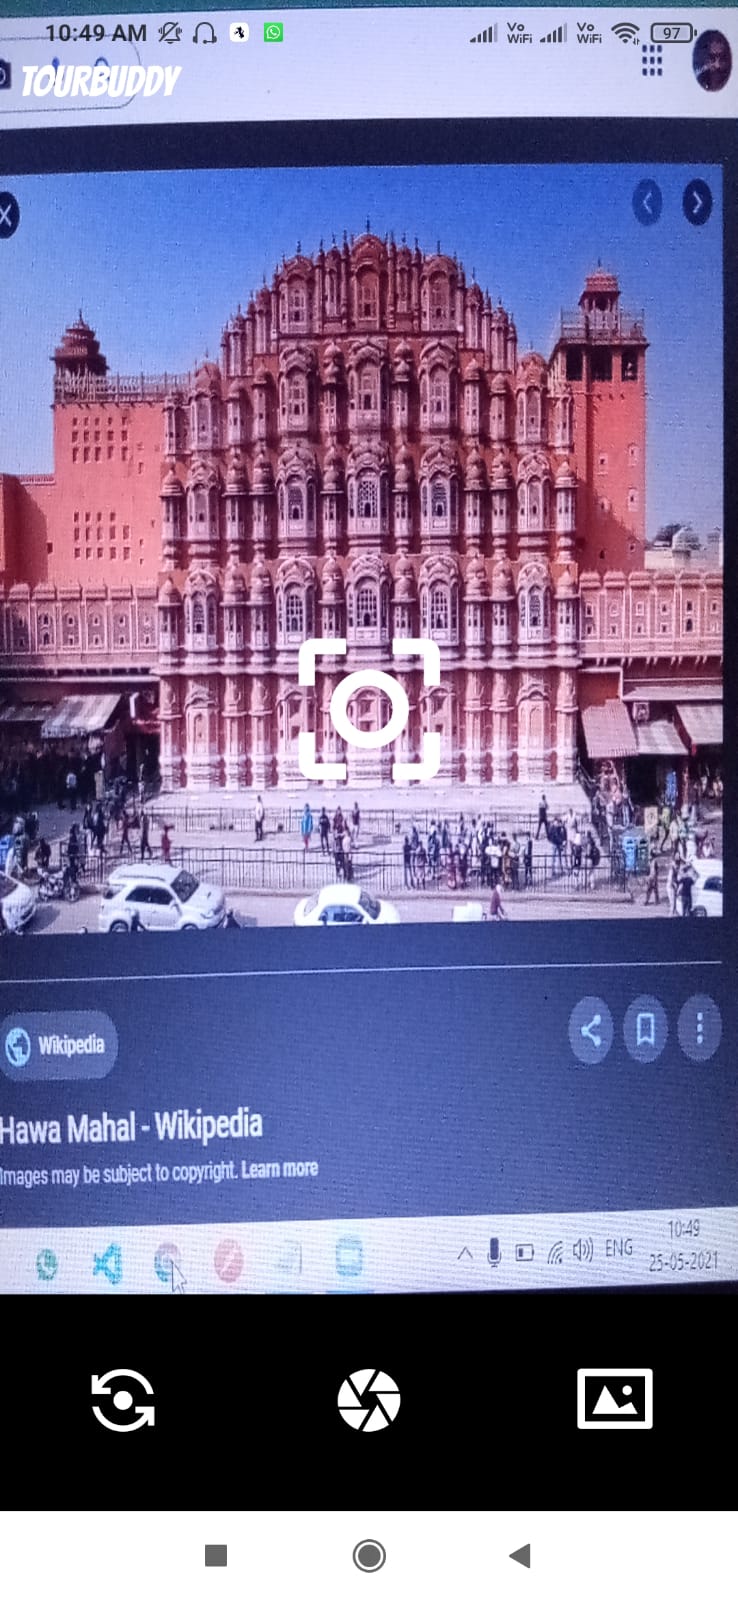 10:49 AM
Vo
WiFi
Vo
WiFi
97
TOURBUDDY
Wikipedia
Hawa Mahal - Wikipedia
Images may be subject to copyright. Learn more
ENG
10:49
25-05-2021